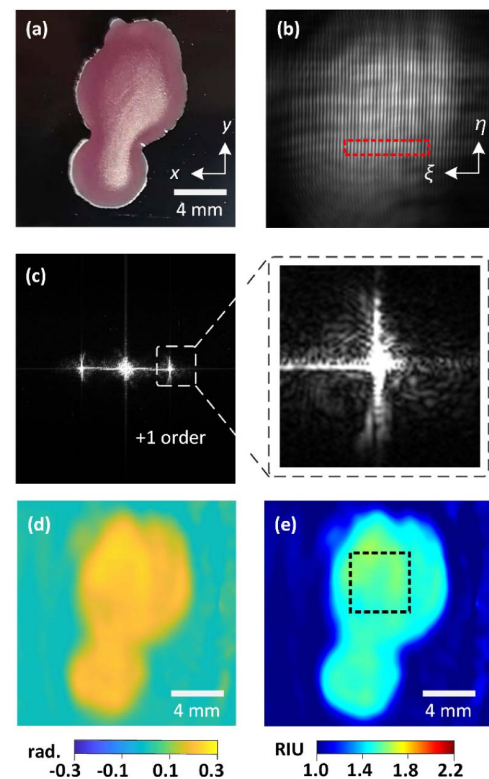 (a)
y
x
4 mm
(b)
η
ξ
(c)
+1 order
(d)
4 mm
(e)
4 mm
rad.
-0.3 -0.1 0.1 0.3
RIU
1.0 1.4 1.8 2.2